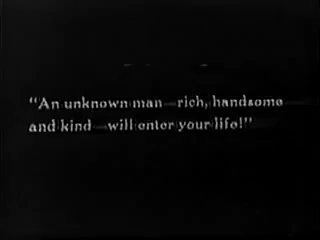 “An unknown man—rich, handsome
and kind—will enter your life!”